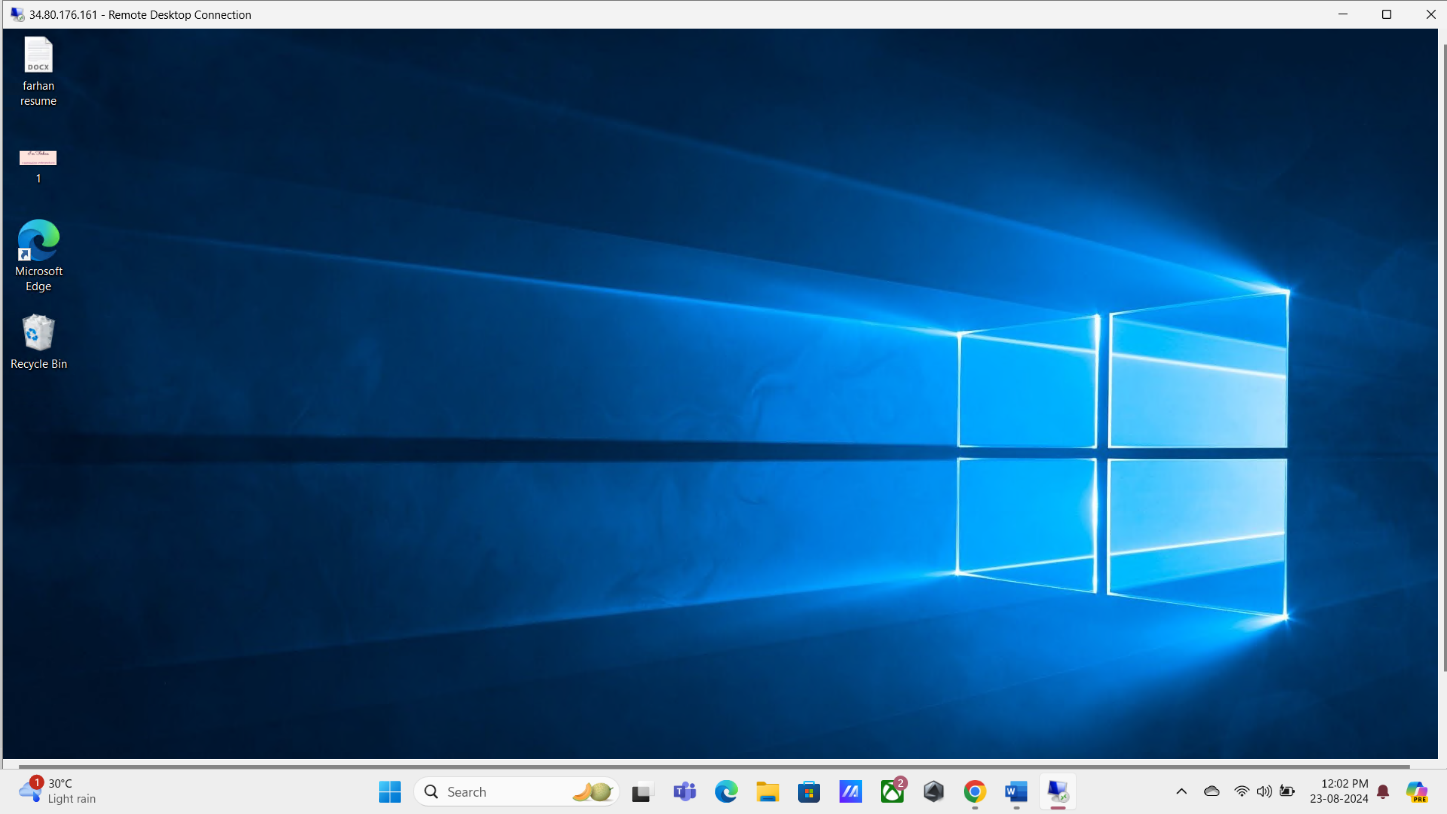 34.80.176.161 - Remote Desktop Connection
DOCX
farhan
resume
1
Microsoft
Edge
Recycle Bin
1
30°C
Light rain
Search
2
W
12:02 PM
23-08-2024
PRE